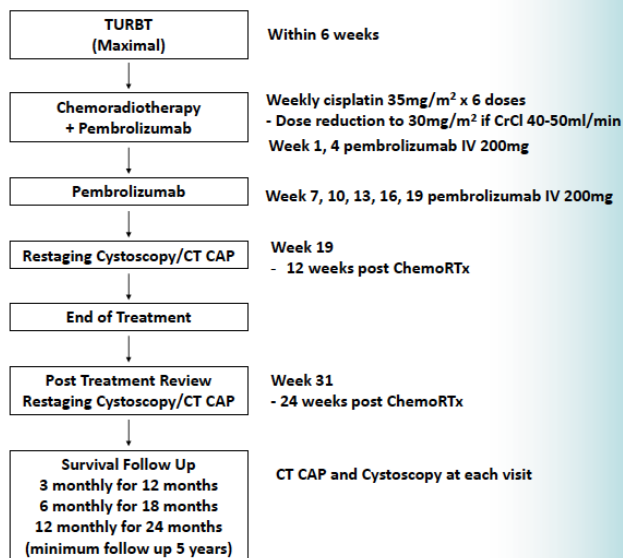 TURBT
(Maximal)
Within 6 weeks
Chemoradiotherapy
+ Pembrolizumab
Weekly cisplatin 35mg/m² x 6 doses
- Dose reduction to 30mg/m² if CrCl 40-50ml/min
Week 1, 4 pembrolizumab IV 200mg
Pembrolizumab
Week 7, 10, 13, 16, 19 pembrolizumab IV 200mg
Restaging Cystoscopy/CT CAP
Week 19
- 12 weeks post ChemoRTx
End of Treatment
Post Treatment Review
Restaging Cystoscopy/CT CAP
Week 31
- 24 weeks post ChemoRTx
Survival Follow Up
3 monthly for 12 months
6 monthly for 18 months
12 monthly for 24 months
(minimum follow up 5 years)
CT CAP and Cystoscopy at each visit